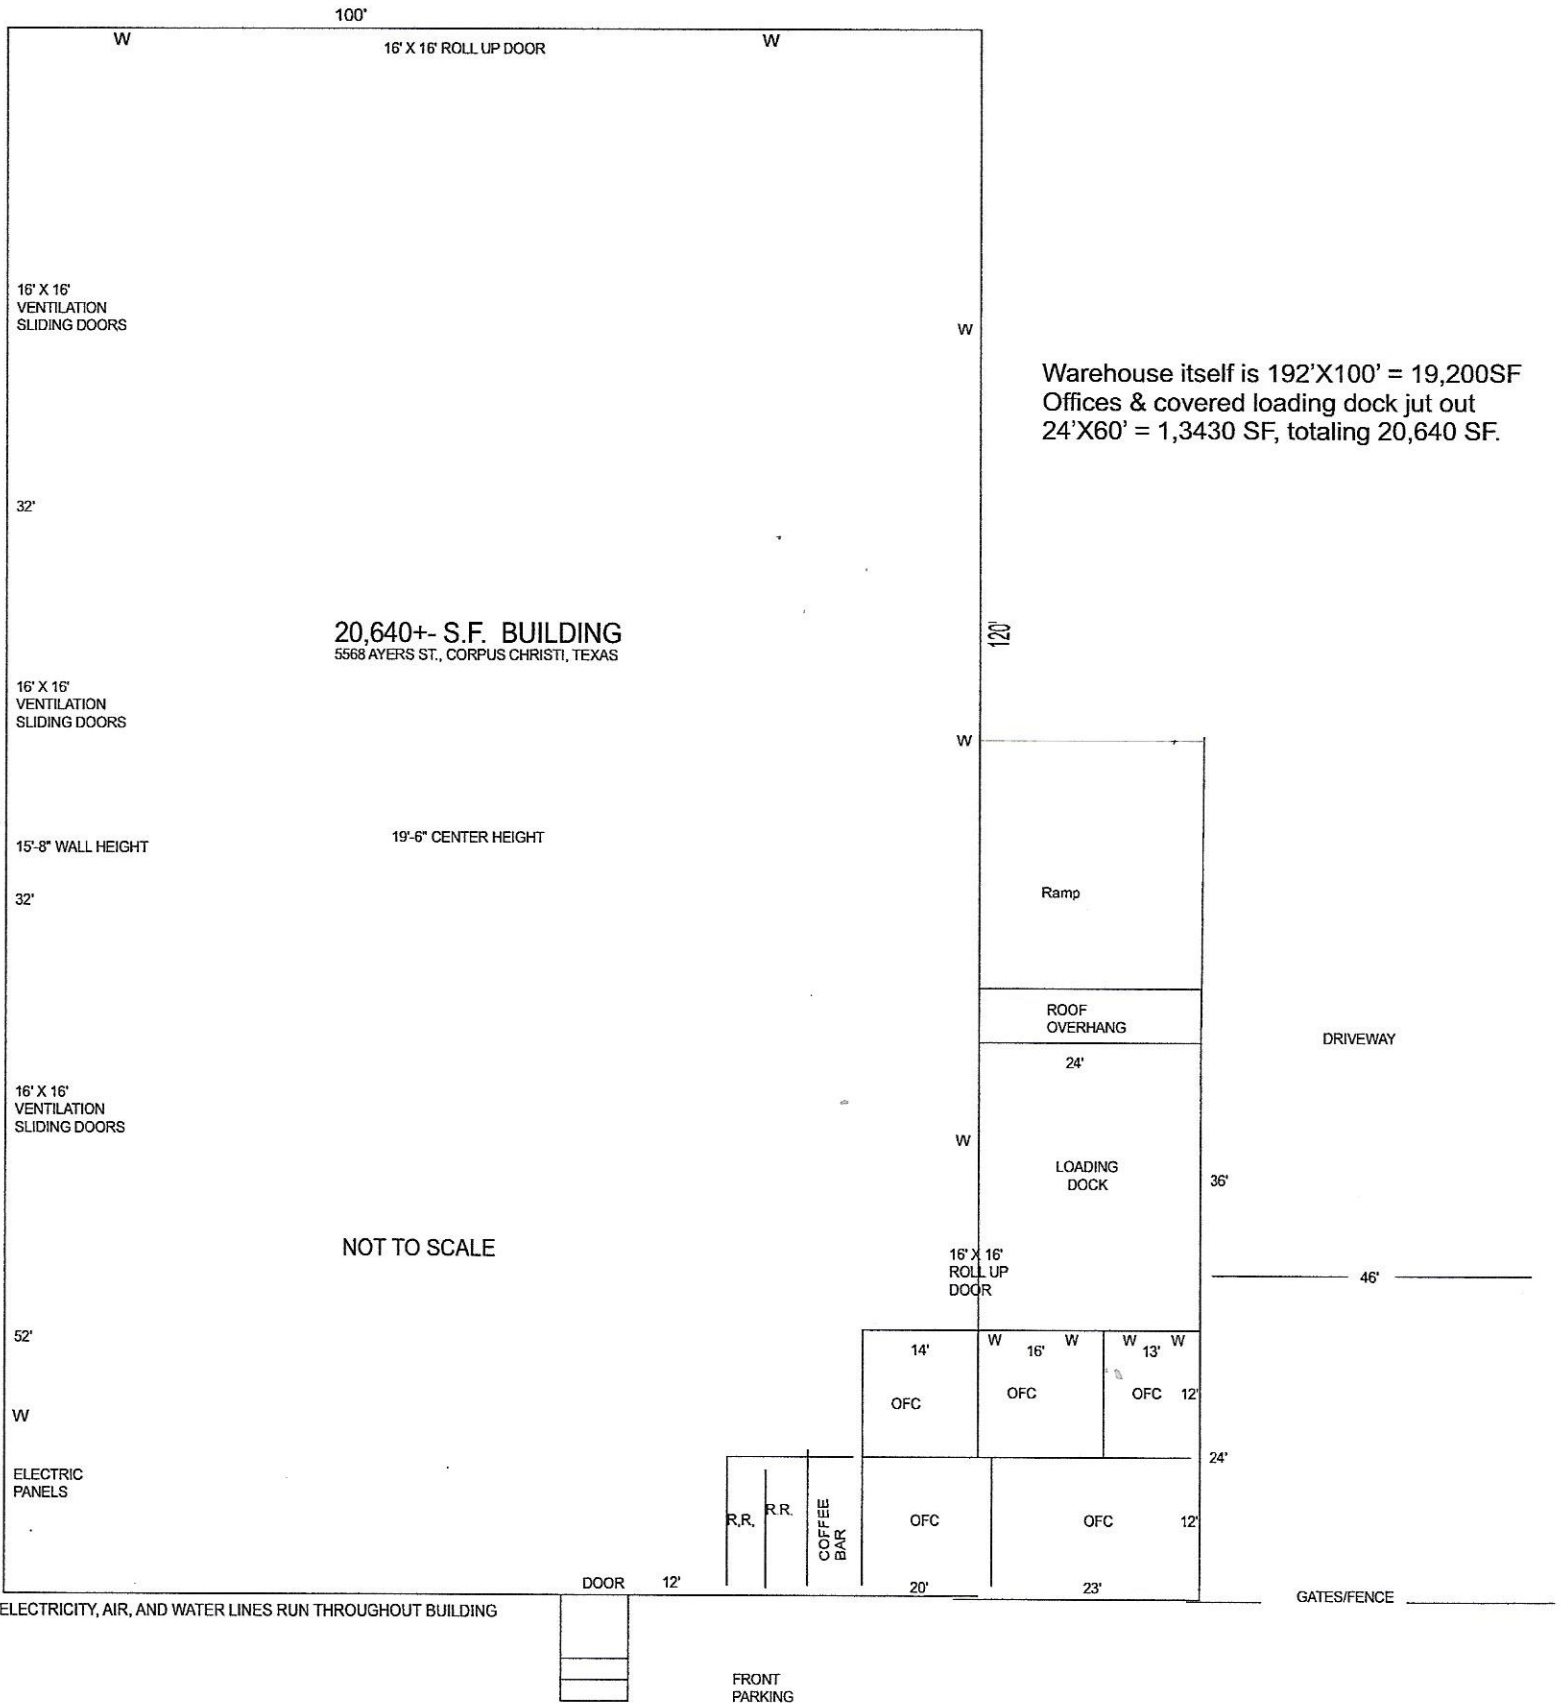 100'
W
16' X 16' ROLL UP DOOR
W
16' X 16'
VENTILATION
SLIDING DOORS
W
Warehouse itself is 192'X100' = 19,200SF
Offices & covered loading dock jut out
24'X60' = 1,3430 SF, totaling 20,640 SF.
32'
20,640+- S.F. BUILDING
5568 AYERS ST., CORPUS CHRISTI, TEXAS
120'
16' X 16'
VENTILATION
SLIDING DOORS
W
15'-8" WALL HEIGHT
19'-6" CENTER HEIGHT
32'
Ramp
ROOF
OVERHANG
DRIVEWAY
24'
16' X 16'
VENTILATION
SLIDING DOORS
W
LOADING
DOCK
36'
NOT TO SCALE
16' X 16'
ROLL UP
DOOR
46'
52'
14'
W
16'
W
W
13'
W
OFC
OFC
OFC
12'
W
24'
ELECTRIC
PANELS
R.R.
R.R.
COFFEE
BAR
OFC
OFC
12'
DOOR
12'
20'
23'
GATES/FENCE
ELECTRICITY, AIR, AND WATER LINES RUN THROUGHOUT BUILDING
FRONT
PARKING